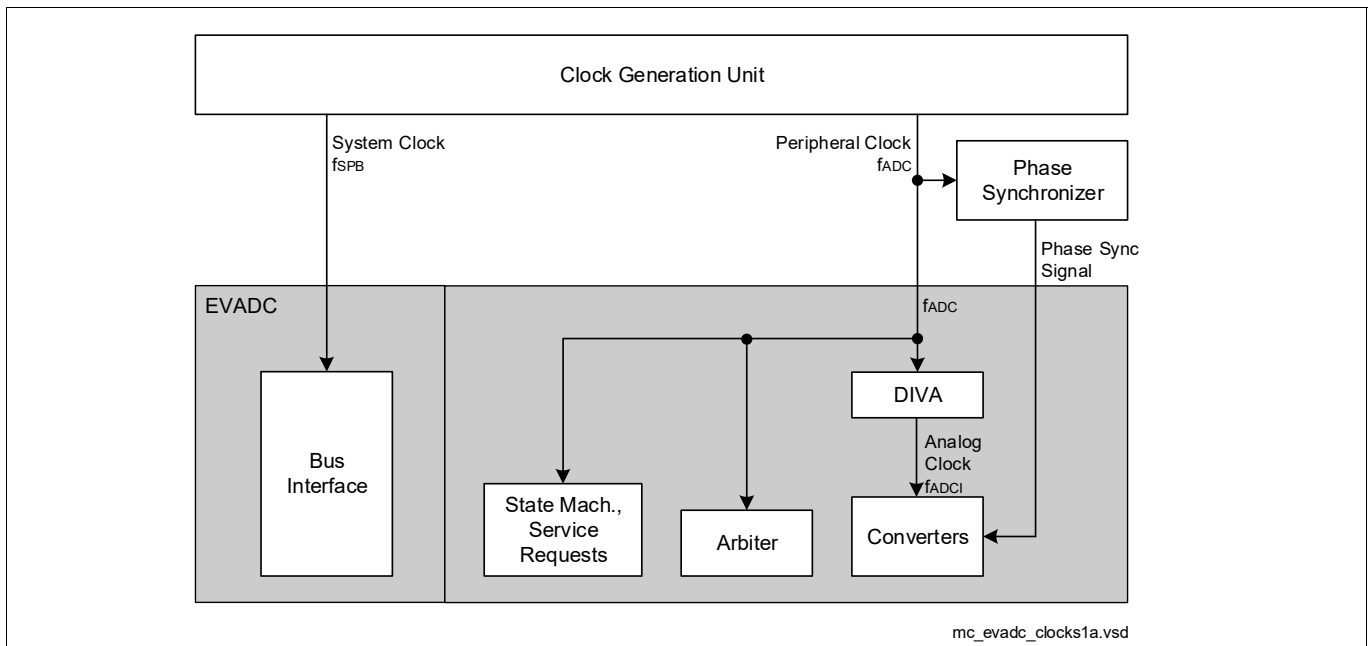 Clock Generation Unit
System Clock
fSPB
Peripheral Clock
fADC
Phase
Synchronizer
Phase Sync
Signal
EVADC
fADC
DIVA
Analog
Clock
fADCI
Bus
Interface
State Mach.,
Service
Requests
Arbiter
Converters
mc_evadc_clocks1a.vsd